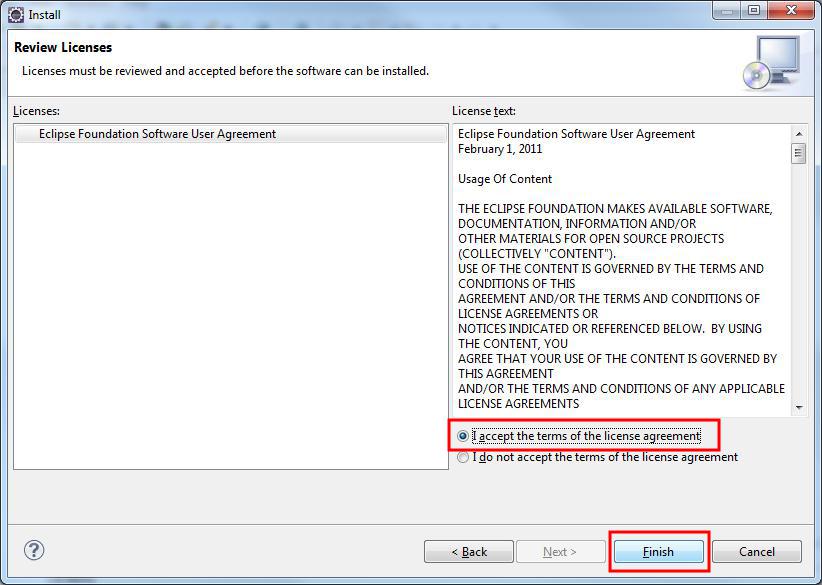 Install
Review Licenses
Licenses must be reviewed and accepted before the software can be installed.
Licenses:
Eclipse Foundation Software User Agreement
License text:
Eclipse Foundation Software User Agreement
February 1, 2011
Usage Of Content
THE ECLIPSE FOUNDATION MAKES AVAILABLE SOFTWARE,
DOCUMENTATION, INFORMATION AND/OR
OTHER MATERIALS FOR OPEN SOURCE PROJECTS
(COLLECTIVELY "CONTENT").
USE OF THE CONTENT IS GOVERNED BY THE TERMS AND
CONDITIONS OF THIS
AGREEMENT AND/OR THE TERMS AND CONDITIONS OF
LICENSE AGREEMENTS OR
NOTICES INDICATED OR REFERENCED BELOW.  BY USING
THE CONTENT, YOU
AGREE THAT YOUR USE OF THE CONTENT IS GOVERNED BY
THIS AGREEMENT
AND/OR THE TERMS AND CONDITIONS OF ANY APPLICABLE
LICENSE AGREEMENTS
I accept the terms of the license agreement
I do not accept the terms of the license agreement
?
< Back
Next >
Finish
Cancel